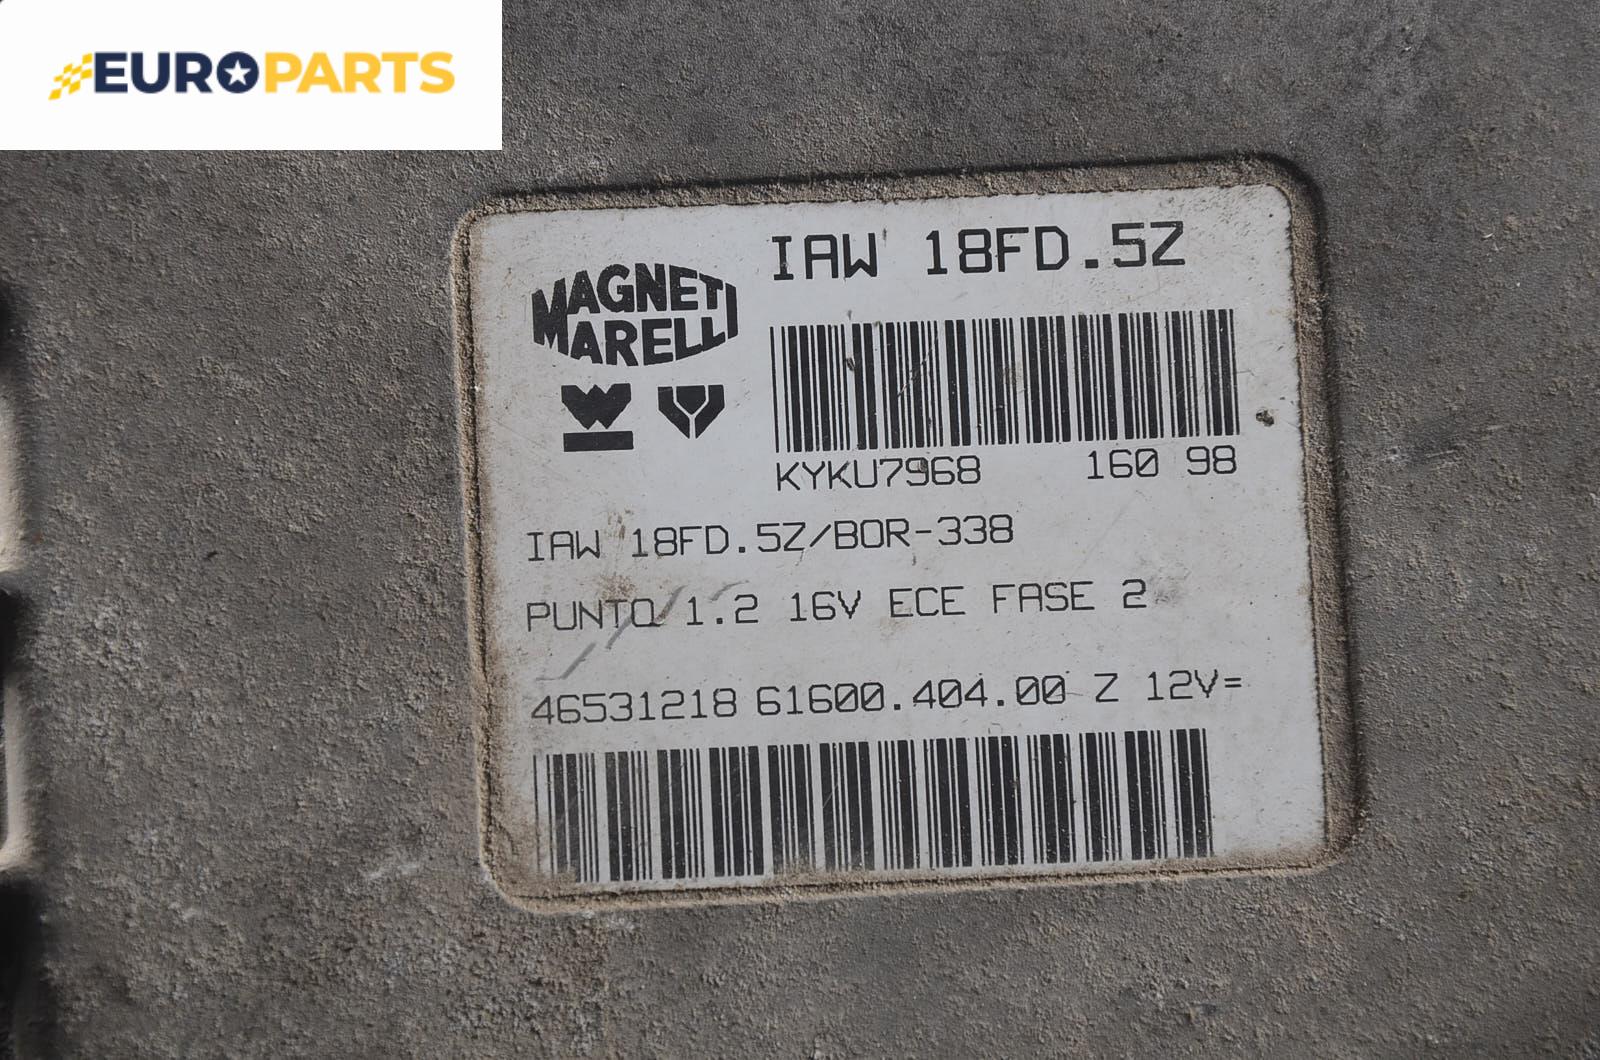 EUROPARTS
IAW 18FD.5Z
MAGNETI
MARELLI
KYKU7968 160 98
IAW 18FD.5Z/BOR-338
PUNTO 1.2 16V ECE FASE 2
46531218 61600.404.00 Z 12V=